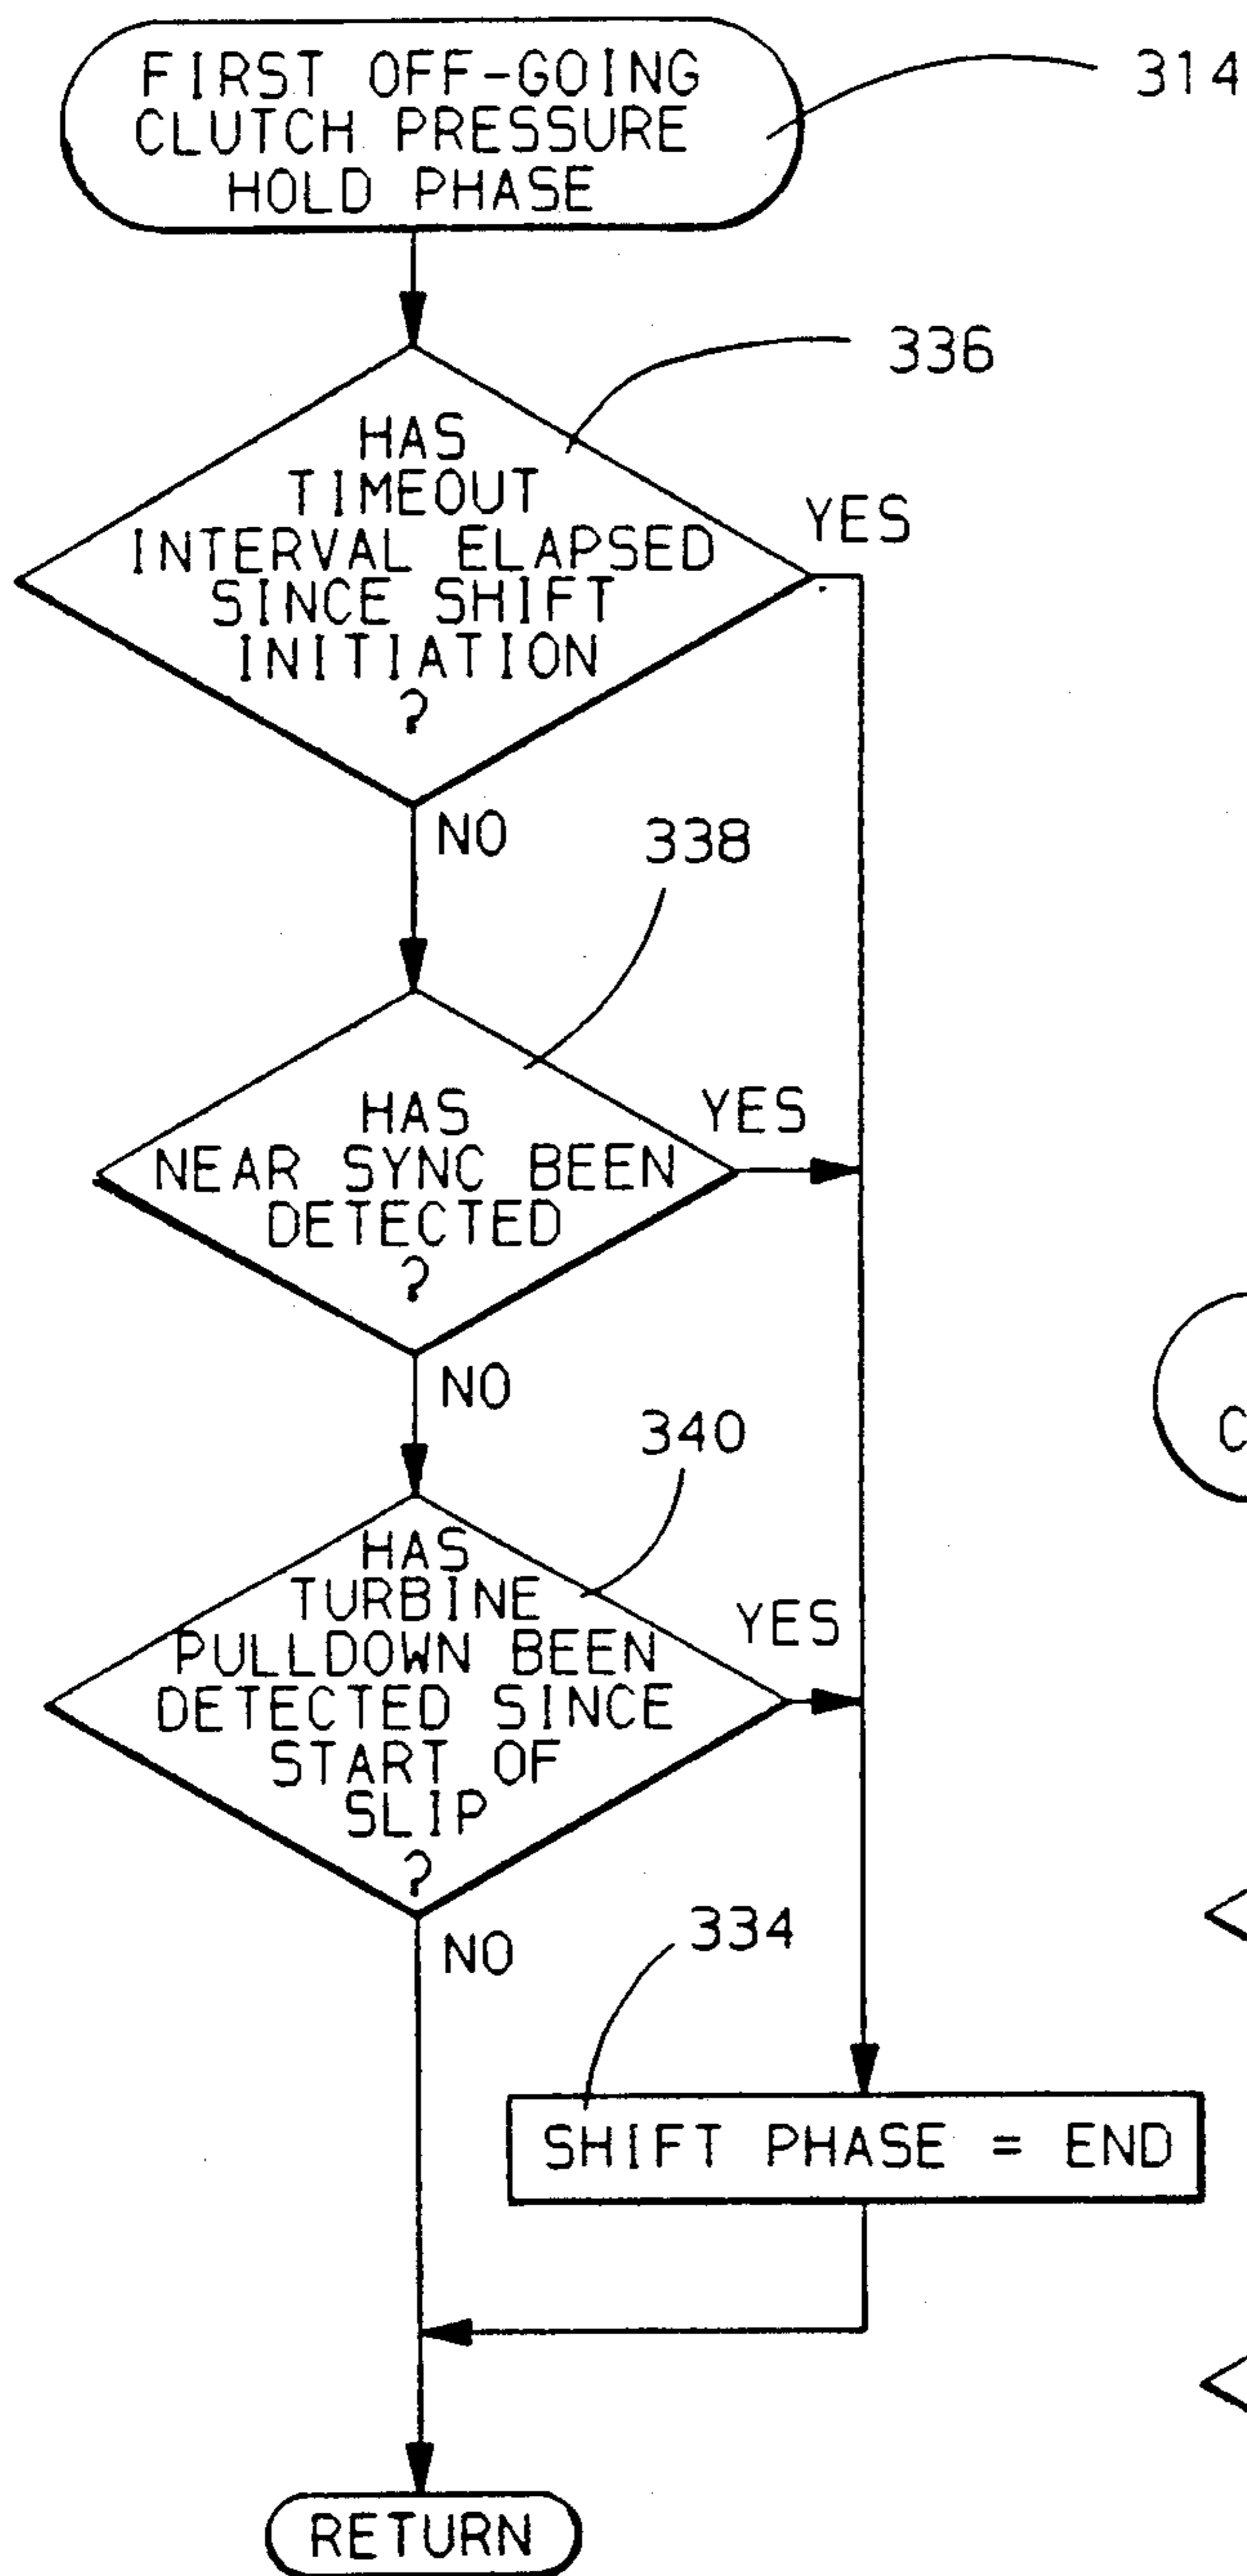 FIRST OFF-GOING
CLUTCH PRESSURE
HOLD PHASE
314
336
HAS
TIMEOUT
INTERVAL ELAPSED
SINCE SHIFT
INITIATION
?
YES
NO
338
HAS
NEAR SYNC BEEN
DETECTED
?
YES
NO
340
HAS
TURBINE
PULLDOWN BEEN
DETECTED SINCE
START OF
SLIP
?
YES
NO
334
SHIFT PHASE = END
RETURN
C